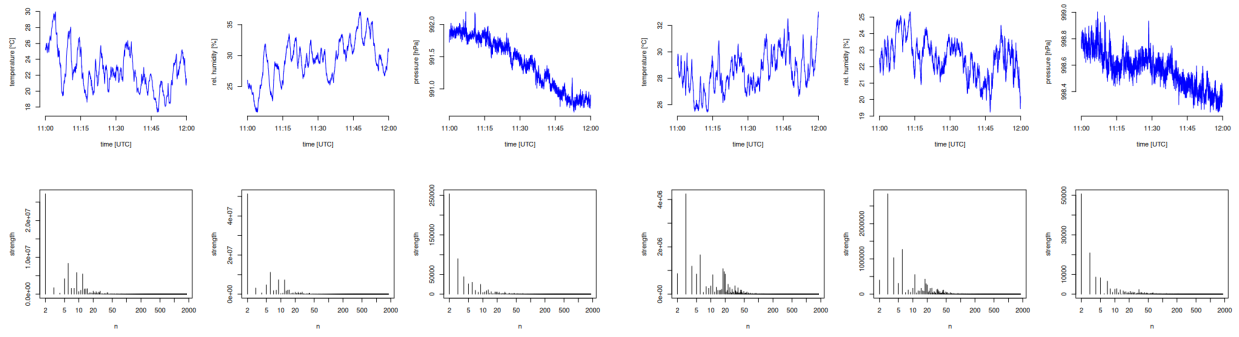 temperature [°C]
18 20 22 24 26 28 30
11:00 11:15 11:30 11:45 12:00
time [UTC]
rel. humidity [%]
25 30 35
11:00 11:15 11:30 11:45 12:00
time [UTC]
pressure [hPa]
991.0 991.5 992.0
11:00 11:15 11:30 11:45 12:00
time [UTC]
temperature [°C]
26 28 30 32
11:00 11:15 11:30 11:45 12:00
time [UTC]
rel. humidity [%]
19 20 21 22 23 24 25
11:00 11:15 11:30 11:45 12:00
time [UTC]
pressure [hPa]
998.4 998.6 998.8 999.0
11:00 11:15 11:30 11:45 12:00
time [UTC]
strength
0.0e+00 1.0e+07 2.0e+07
2 5 10 20 50 200 500 2000
n
strength
0e+00 2e+07 4e+07
2 5 10 20 50 200 500 2000
n
strength
0 50000 150000 250000
2 5 10 20 50 200 500 2000
n
strength
0e+00 2e+06 4e+06
2 5 10 20 50 200 500 2000
n
strength
0 1000000 2000000
2 5 10 20 50 200 500 2000
n
strength
0 10000 30000 50000
2 5 10 20 50 200 500 2000
n